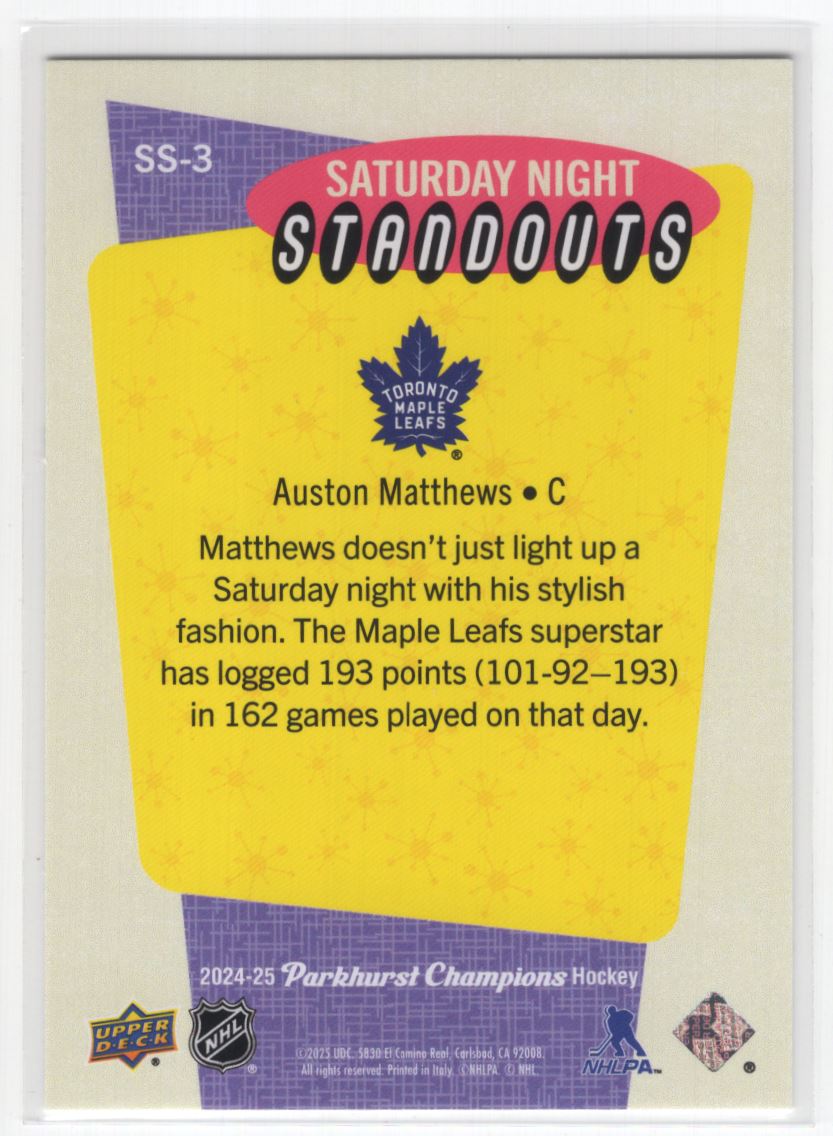 SS-3
SATURDAY NIGHT
STANDOUTS
TORONTO
MAPLE
LEAFS
®
Auston Matthews • C
Matthews doesn't just light up a
Saturday night with his stylish
fashion. The Maple Leafs superstar
has logged 193 points (101-92–193)
in 162 games played on that day.
2024-25 Parkhurst Champions Hockey
UPPER
D·E·C·K
®
NHL
®
©2025 UDC. 5830 El Camino Real, Carlsbad, CA 92008.
All rights reserved. Printed in Italy. ©NHLPA. © NHL.
NHLPA™
®